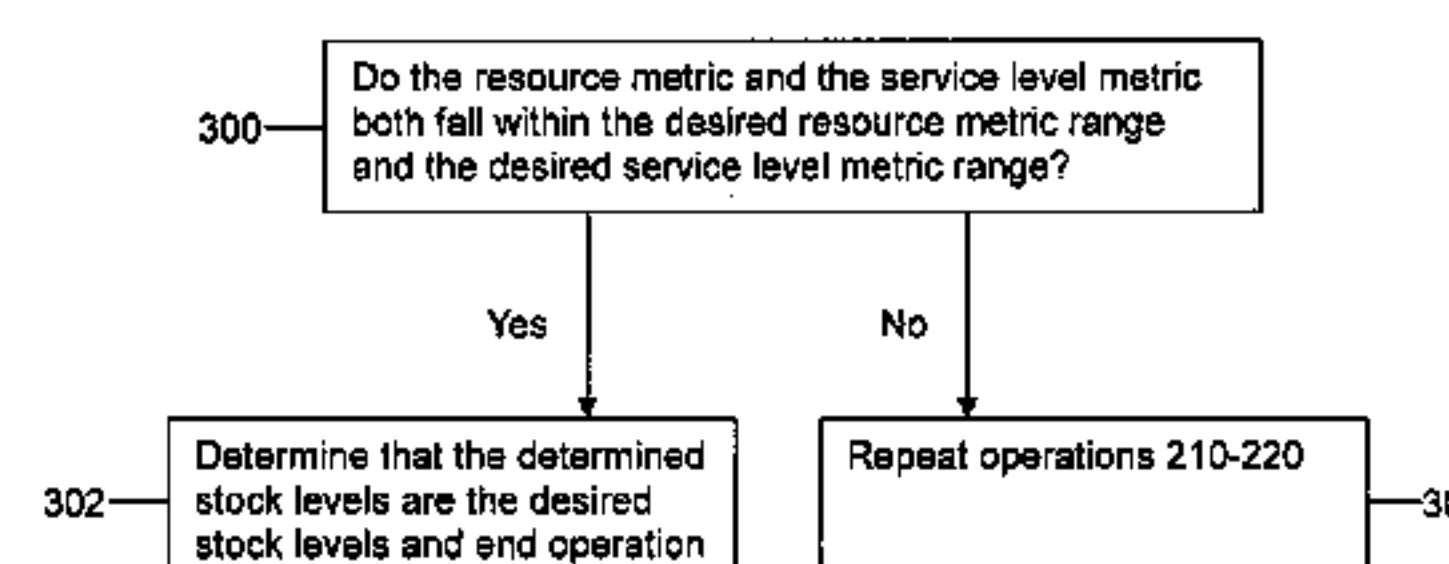 Do the resource metric and the service level metric
300
both fall within the desired resource metric range
and the desired service level metric range?
Yes
No
Determine that the determined
stock levels are the desired
stock levels and end operation
302
Repeat operations 210-220